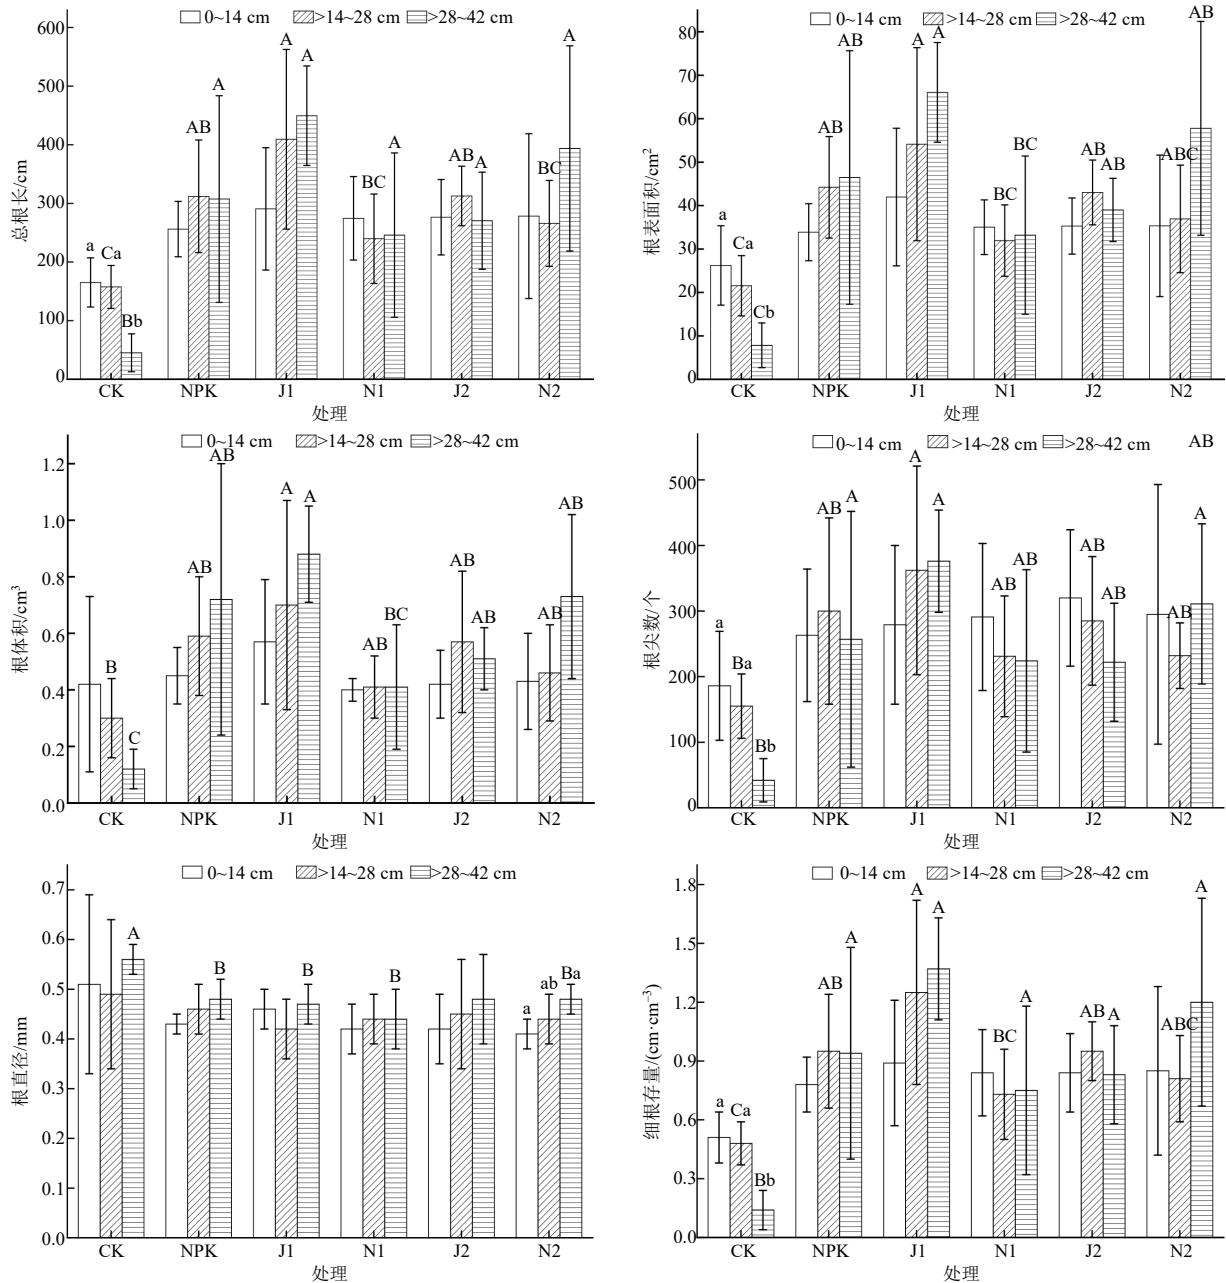 0~14 cm >14~28 cm >28~42 cm
600
500
400
300
200
100
0
总根长/cm
a Ca Bb AB A A A BC A AB A BC A
CK NPK J1 N1 J2 N2
处理
0~14 cm >14~28 cm >28~42 cm
80
70
60
50
40
30
20
10
0
根表面积/cm²
a Ca Cb AB AB A A BC BC AB AB ABC AB
CK NPK J1 N1 J2 N2
处理
0~14 cm >14~28 cm >28~42 cm
1.2
1.0
0.8
0.6
0.4
0.2
0.0
根体积/cm³
B C AB AB A A AB BC AB AB AB AB
CK NPK J1 N1 J2 N2
处理
0~14 cm >14~28 cm >28~42 cm
500
400
300
200
100
0
根尖数/个
a Ba Bb AB A A A AB AB AB AB AB A AB
CK NPK J1 N1 J2 N2
处理
0~14 cm >14~28 cm >28~42 cm
0.7
0.6
0.5
0.4
0.3
0.2
0.1
0.0
根直径/mm
A B B B a ab Ba
CK NPK J1 N1 J2 N2
处理
0~14 cm >14~28 cm >28~42 cm
1.8
1.5
1.2
0.9
0.6
0.3
0.0
细根存量/(cm·cm⁻³)
a Ca Bb AB A A A BC A AB A ABC A
CK NPK J1 N1 J2 N2
处理